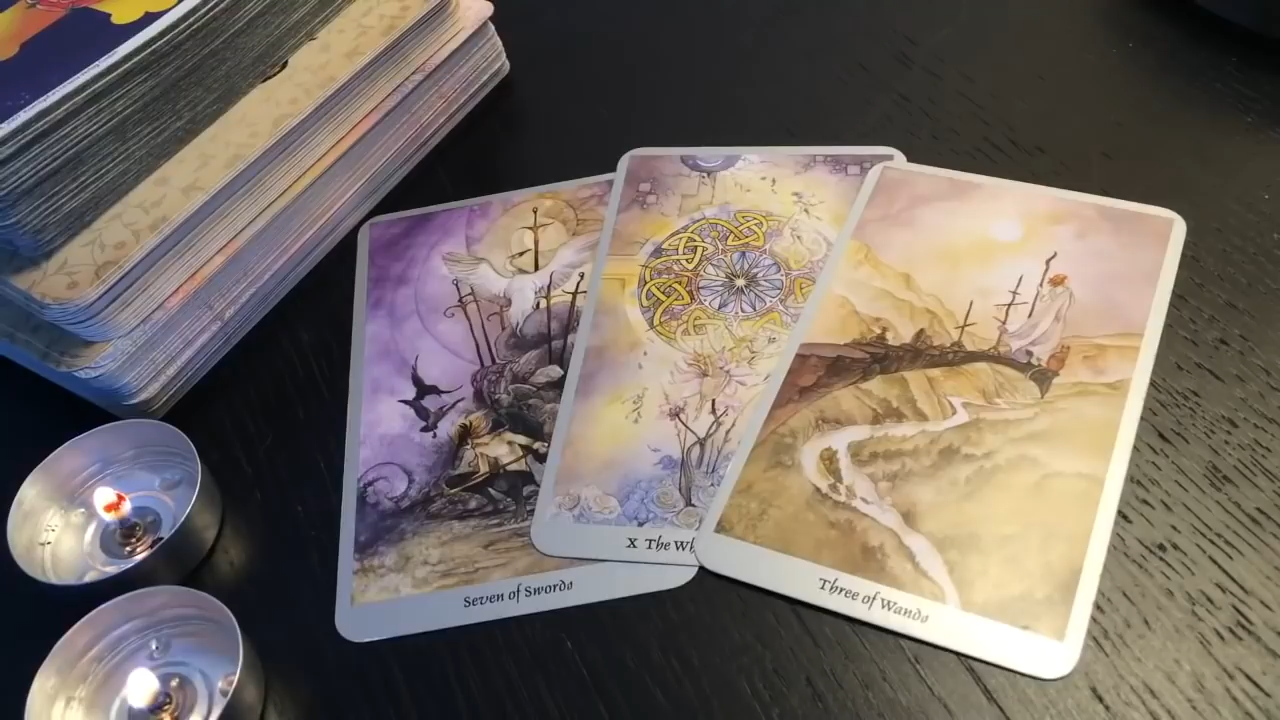 Seven of Swords
X The Wh
Three of Wands